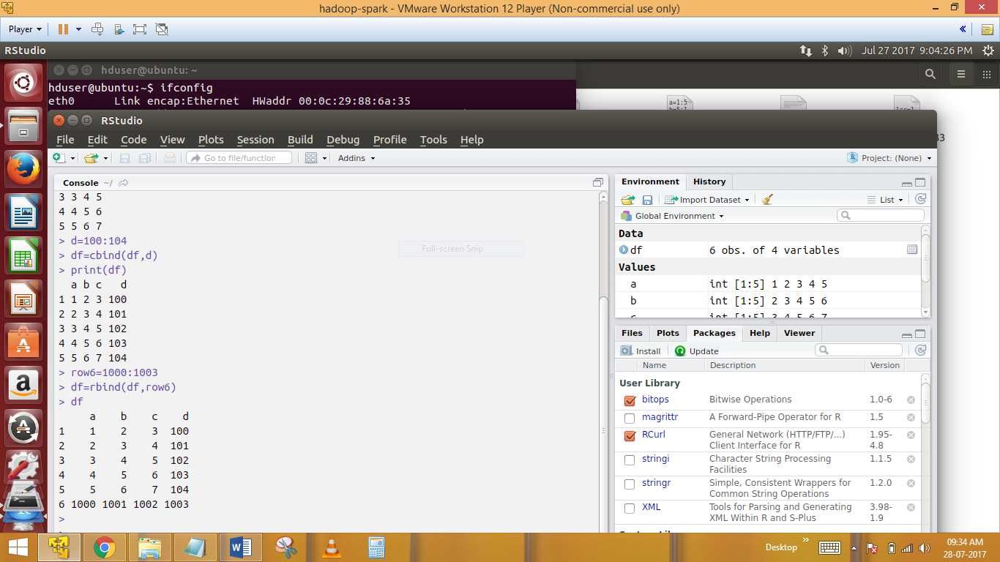 hadoop-spark - VMware Workstation 12 Player (Non-commercial use only)
Player
RStudio
Jul 27 2017 9:04:26 PM
hduser@ubuntu: ~
hduser@ubuntu:~$ ifconfig
eth0 Link encap:Ethernet HWaddr 00:0c:29:88:6a:35
a=1:5
RStudio
File Edit Code View Plots Session Build Debug Profile Tools Help
Go to file/function
Addins
Project: (None)
Console ~/
3 3 4 5
4 4 5 6
5 5 6 7
> d=100:104
> df=cbind(df,d)
> print(df)
a b c d
1 1 2 3 100
2 2 3 4 101
3 3 4 5 102
4 4 5 6 103
5 5 6 7 104
> row6=1000:1003
> df=rbind(df,row6)
> df
a b c d
1 1 2 3 100
2 2 3 4 101
3 3 4 5 102
4 4 5 6 103
5 5 6 7 104
6 1000 1001 1002 1003
>
Full-screen Snip
Environment History
Import Dataset
List
Global Environment
Data
df 6 obs. of 4 variables
Values
a int [1:5] 1 2 3 4 5
b int [1:5] 2 3 4 5 6
c int [1:5] 3 4 5 6 7
Files Plots Packages Help Viewer
Install Update
Name Description Version
User Library
bitops Bitwise Operations 1.0-6
magrittr A Forward-Pipe Operator for R 1.5
RCurl General Network (HTTP/FTP/...) 1.95-
Client Interface for R 4.8
stringi Character String Processing 1.1.5
Facilities
stringr Simple, Consistent Wrappers for 1.2.0
Common String Operations
XML Tools for Parsing and Generating 3.98-
XML Within R and S-Plus 1.9
Desktop
09:34 AM
28-07-2017